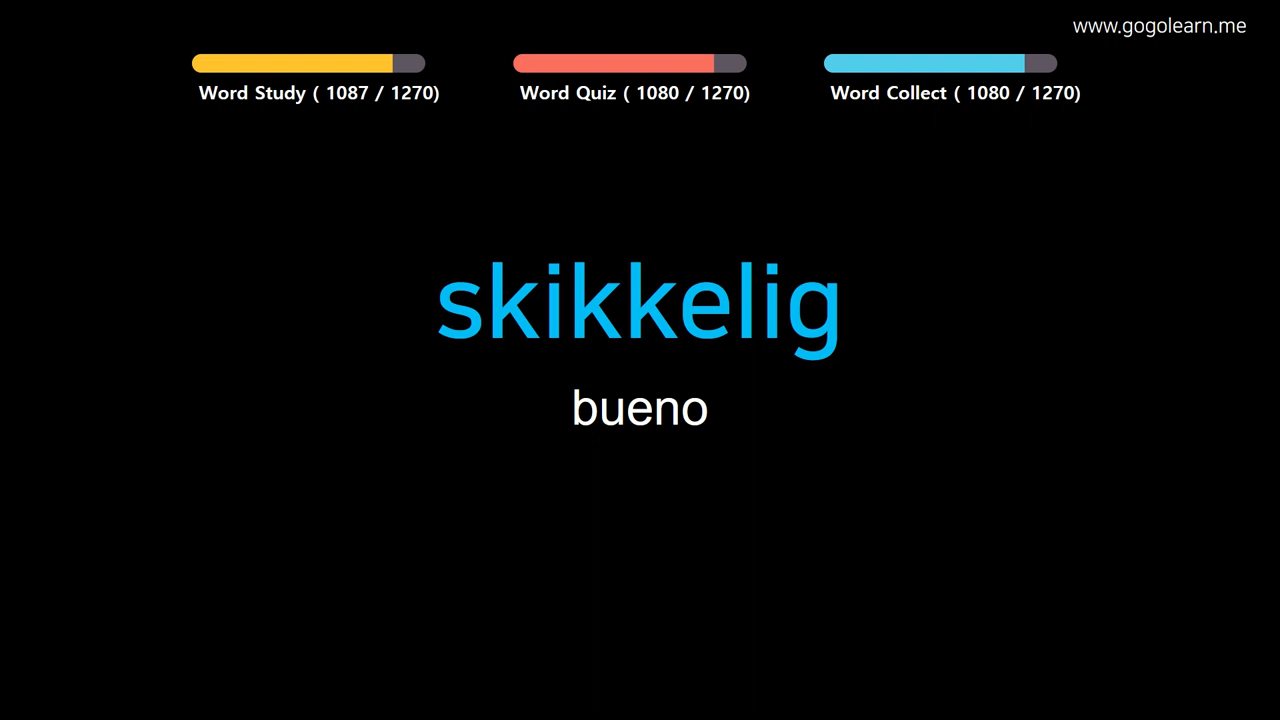 www.gogolearn.me
Word Study ( 1087 / 1270)
Word Quiz ( 1080 / 1270)
Word Collect ( 1080 / 1270)
skikkelig
bueno